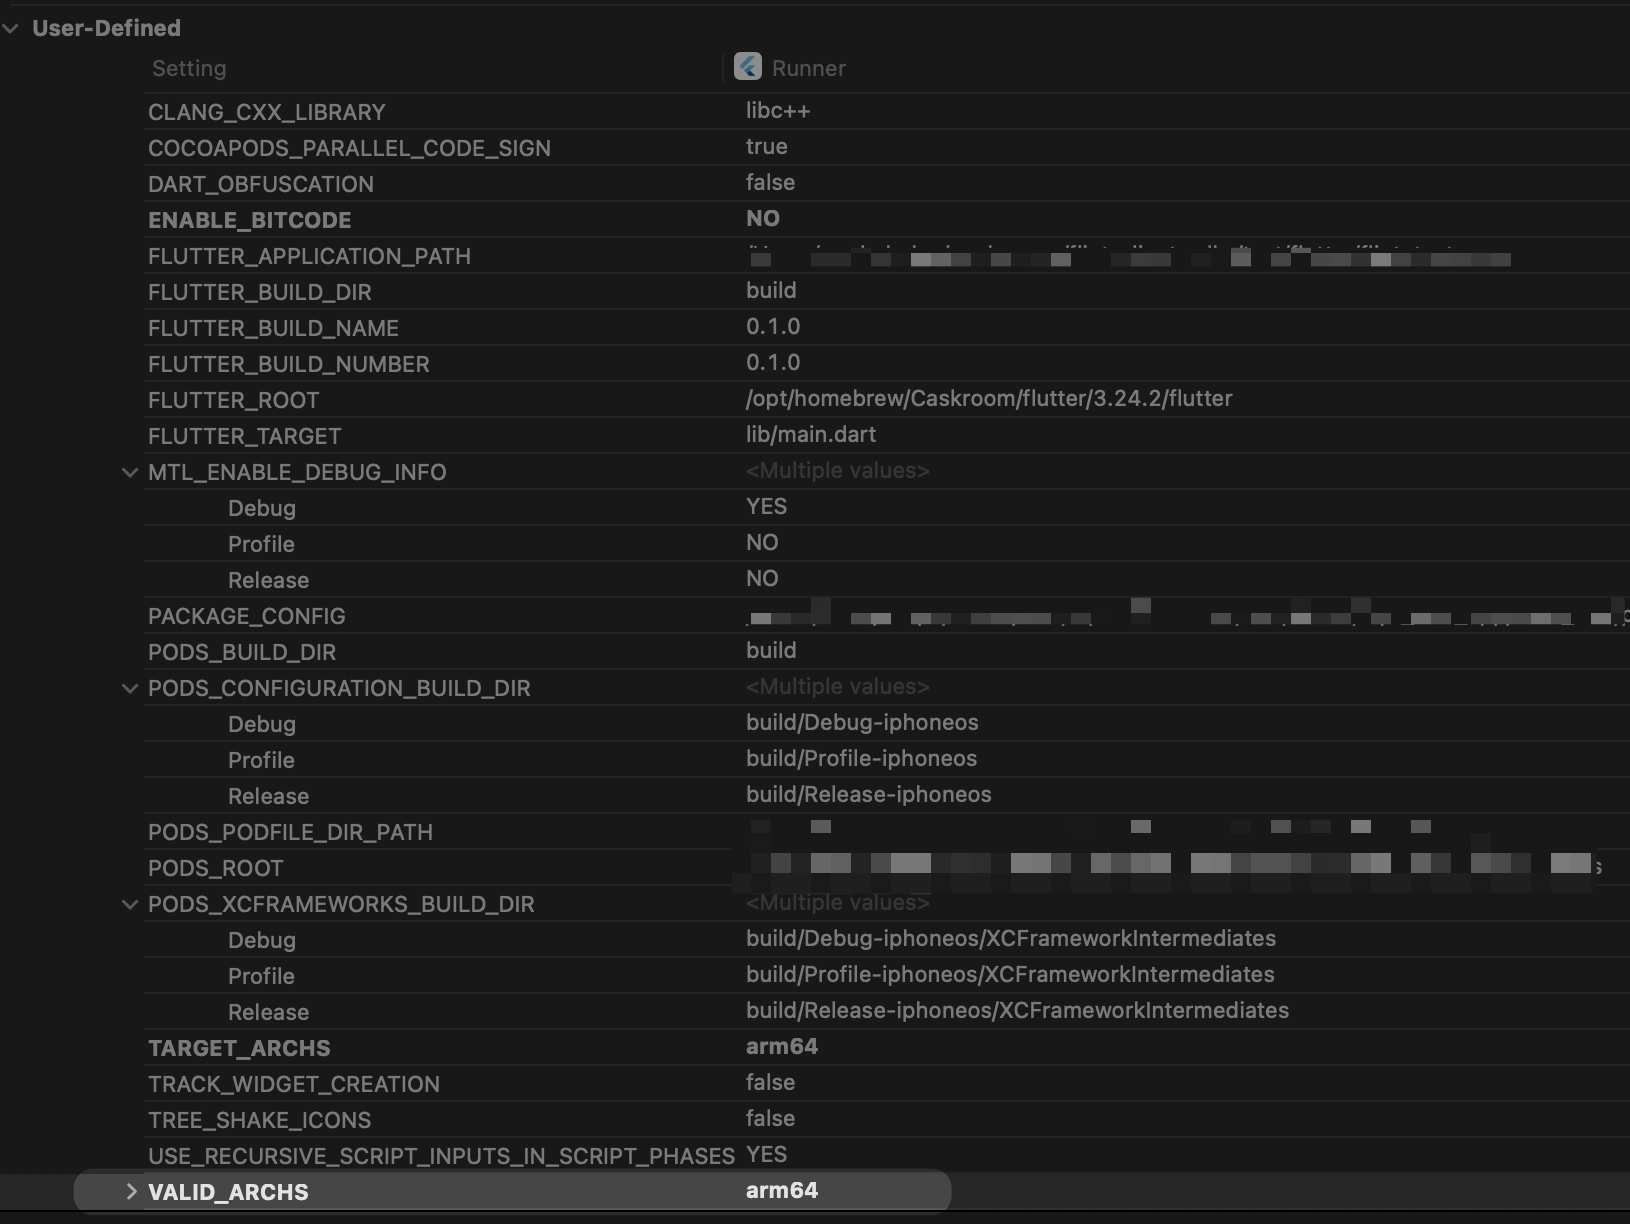 User-Defined
Setting Runner
CLANG_CXX_LIBRARY libc++
COCOAPODS_PARALLEL_CODE_SIGN true
DART_OBFUSCATION false
ENABLE_BITCODE NO
FLUTTER_APPLICATION_PATH
FLUTTER_BUILD_DIR build
FLUTTER_BUILD_NAME 0.1.0
FLUTTER_BUILD_NUMBER 0.1.0
FLUTTER_ROOT /opt/homebrew/Caskroom/flutter/3.24.2/flutter
FLUTTER_TARGET lib/main.dart
MTL_ENABLE_DEBUG_INFO <Multiple values>
Debug YES
Profile NO
Release NO
PACKAGE_CONFIG
PODS_BUILD_DIR build
PODS_CONFIGURATION_BUILD_DIR <Multiple values>
Debug build/Debug-iphoneos
Profile build/Profile-iphoneos
Release build/Release-iphoneos
PODS_PODFILE_DIR_PATH
PODS_ROOT
PODS_XCFRAMEWORKS_BUILD_DIR <Multiple values>
Debug build/Debug-iphoneos/XCFrameworkIntermediates
Profile build/Profile-iphoneos/XCFrameworkIntermediates
Release build/Release-iphoneos/XCFrameworkIntermediates
TARGET_ARCHS arm64
TRACK_WIDGET_CREATION false
TREE_SHAKE_ICONS false
USE_RECURSIVE_SCRIPT_INPUTS_IN_SCRIPT_PHASES YES
VALID_ARCHS arm64